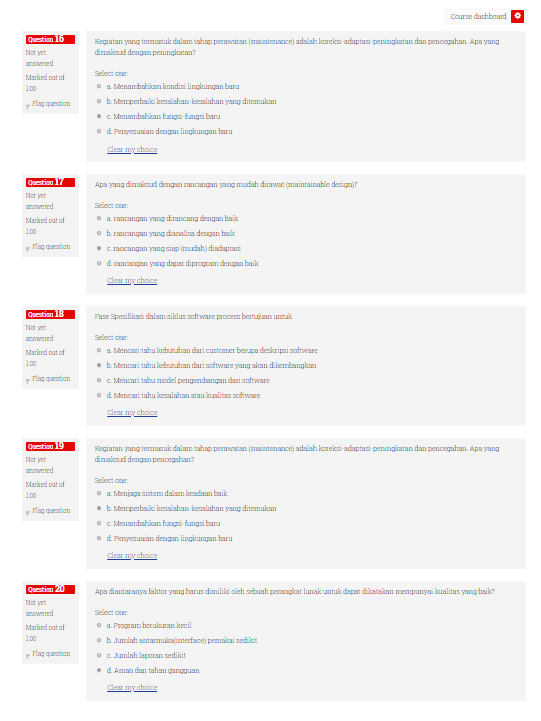 Course dashboard
Question 16
Not yet
answered
Marked out of
1.00
Flag question
Kegiatan yang termasuk dalam tahap perawatan (maintenance) adalah koreksi-adaptasi-peningkatan dan pencegahan. Apa yang
dimaksud dengan peningkatan?
Select one:
a. Menambahkan kondisi lingkungan baru
b. Memperbaiki kesalahan-kesalahan yang ditemukan
c. Menambahkan fungsi-fungsi baru
d. Penyesuaian dengan lingkungan baru
Clear my choice
Question 17
Not yet
answered
Marked out of
1.00
Flag question
Apa yang dimaksud dengan rancangan yang mudah dirawat (maintainable design)?
Select one:
a. rancangan yang dirancang dengan baik
b. rancangan yang dianalisa dengan baik
c. rancangan yang siap (mudah) diadaptasi
d. rancangan yang dapat diprogram dengan baik
Clear my choice
Question 18
Not yet
answered
Marked out of
1.00
Flag question
Fase Spesifikasi dalam siklus software process bertujuan untuk
Select one:
a. Mencari tahu kebutuhan dari customer berupa deskripsi software
b. Mencari tahu kebutuhan dari software yang akan dikembangkan
c. Mencari tahu model pengembangan dari software
d. Mencari tahu kesalahan atau kualitas software
Clear my choice
Question 19
Not yet
answered
Marked out of
1.00
Flag question
Kegiatan yang termasuk dalam tahap perawatan (maintenance) adalah koreksi-adaptasi-peningkatan dan pencegahan. Apa yang
dimaksud dengan pencegahan?
Select one:
a. Menjaga sistem dalam keadaan baik
b. Memperbaiki kesalahan-kesalahan yang ditemukan
c. Menambahkan fungsi-fungsi baru
d. Penyesuaian dengan lingkungan baru
Clear my choice
Question 20
Not yet
answered
Marked out of
1.00
Flag question
Apa diantaranya faktor yang harus dimiliki oleh sebuah perangkat lunak untuk dapat dikatakan mempunyai kualitas yang baik?
Select one:
a. Program berukuran kecil
b. Jumlah antarmuka(interface) pemakai sedikit
c. Jumlah laporan sedikit
d. Aman dan tahan gangguan
Clear my choice